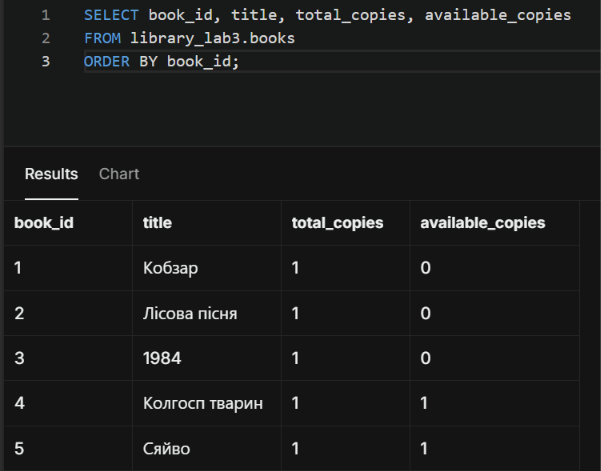 1 SELECT book_id, title, total_copies, available_copies
2 FROM library_lab3.books
3 ORDER BY book_id;
Results Chart
book_id title total_copies available_copies
1 Кобзар 1 0
2 Лісова пісня 1 0
3 1984 1 0
4 Колгосп тварин 1 1
5 Сяйво 1 1